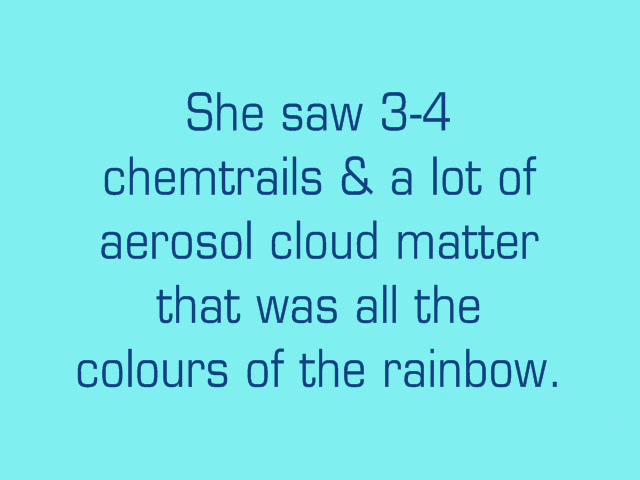 She saw 3-4
chemtrails & a lot of
aerosol cloud matter
that was all the
colours of the rainbow.